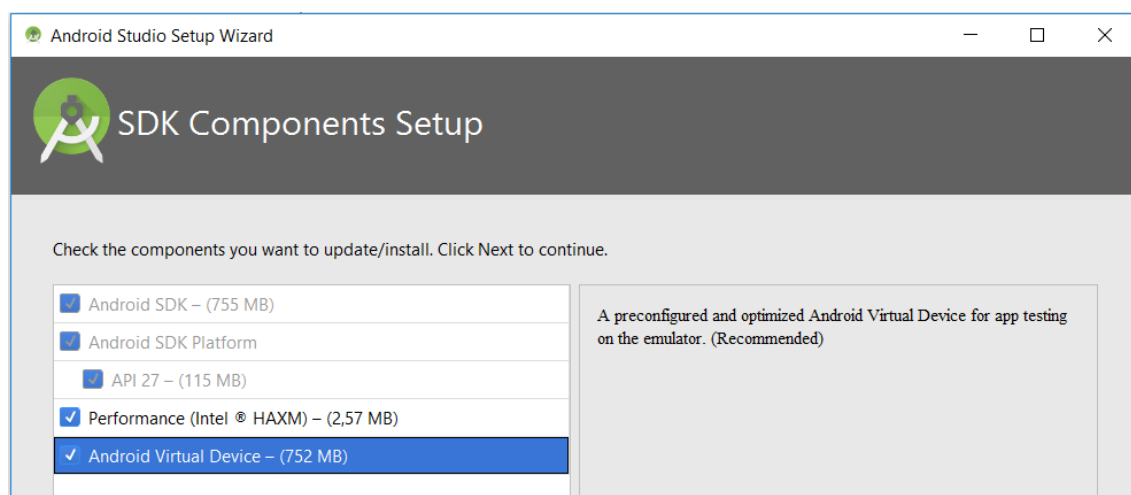 Android Studio Setup Wizard
SDK Components Setup
Check the components you want to update/install. Click Next to continue.
Android SDK – (755 MB)
Android SDK Platform
API 27 – (115 MB)
Performance (Intel ® HAXM) – (2,57 MB)
Android Virtual Device – (752 MB)
A preconfigured and optimized Android Virtual Device for app testing
on the emulator. (Recommended)